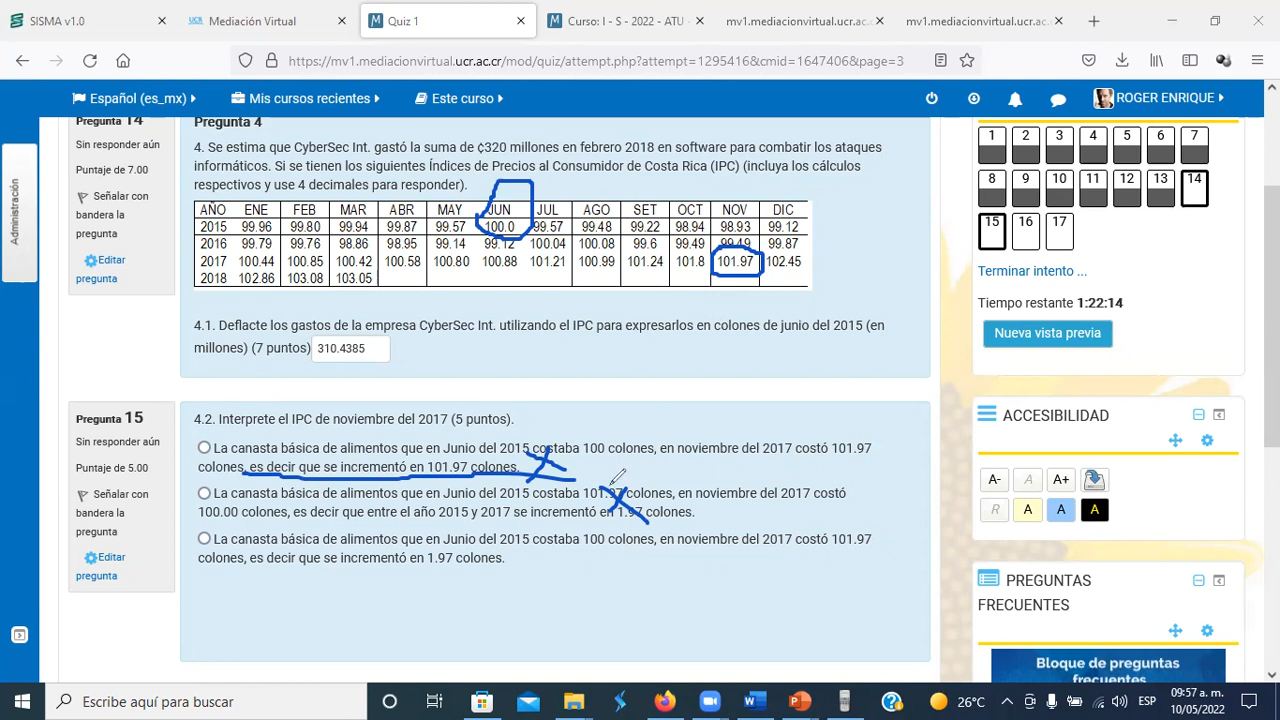 SISMA v1.0
Mediación Virtual
Quiz 1
Curso: I - S - 2022 - ATU -
mv1.mediacionvirtual.ucr.ac.cr/
mv1.mediacionvirtual.ucr.ac.cr/
https://mv1.mediacionvirtual.ucr.ac.cr/mod/quiz/attempt.php?attempt=1295416&cmid=1647406&page=3
Español (es_mx)
Mis cursos recientes
Este curso
ROGER ENRIQUE
Administración
Pregunta 14
Sin responder aún
Puntaje de 7.00
Señalar con
bandera la
pregunta
Editar
pregunta
Pregunta 4
4. Se estima que CyberSec Int. gastó la suma de ¢320 millones en febrero 2018 en software para combatir los ataques
informáticos. Si se tienen los siguientes Índices de Precios al Consumidor de Costa Rica (IPC) (incluya los cálculos
respectivos y use 4 decimales para responder).
AÑO ENE FEB MAR ABR MAY JUN JUL AGO SET OCT NOV DIC
2015 99.96 99.80 99.94 99.87 99.57 100.0 99.57 99.48 99.22 98.94 98.93 99.12
2016 99.79 99.76 98.86 98.95 99.14 99.12 100.04 100.08 99.6 99.49 99.49 99.87
2017 100.44 100.85 100.42 100.58 100.80 100.88 101.21 100.99 101.24 101.8 101.97 102.45
2018 102.86 103.08 103.05
4.1. Deflacte los gastos de la empresa CyberSec Int. utilizando el IPC para expresarlos en colones de junio del 2015 (en
millones) (7 puntos) 310.4385
Pregunta 15
Sin responder aún
Puntaje de 5.00
Señalar con
bandera la
pregunta
Editar
pregunta
4.2. Interprete el IPC de noviembre del 2017 (5 puntos).
La canasta básica de alimentos que en Junio del 2015 costaba 100 colones, en noviembre del 2017 costó 101.97
colones, es decir que se incrementó en 101.97 colones.
La canasta básica de alimentos que en Junio del 2015 costaba 101.97 colones, en noviembre del 2017 costó
100.00 colones, es decir que entre el año 2015 y 2017 se incrementó en 1.97 colones.
La canasta básica de alimentos que en Junio del 2015 costaba 100 colones, en noviembre del 2017 costó 101.97
colones, es decir que se incrementó en 1.97 colones.
1 2 3 4 5 6 7
8 9 10 11 12 13 14
15 16 17
Terminar intento ...
Tiempo restante 1:22:14
Nueva vista previa
ACCESIBILIDAD
A- A A+
R A A A
PREGUNTAS
FRECUENTES
Bloque de preguntas
frecuentes
Escribe aquí para buscar
26°C
ESP
09:57 a. m.
10/05/2022